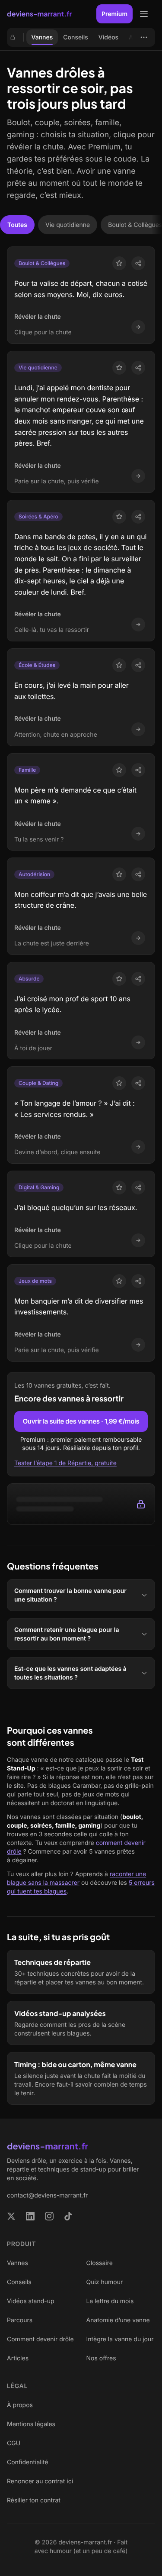 deviens-marrant.fr
Premium
Vannes
Conseils
Vidéos
Vannes drôles à
ressortir ce soir, pas
trois jours plus tard
Boulot, couple, soirées, famille,
gaming : choisis ta situation, clique pour
découvrir la chute. Avec Premium, tu
gardes tes préférées sous le coude. La
théorie, c'est bien. Avoir une vanne
prête au moment où tout le monde te
regarde, c'est mieux.
Toutes
Vie quotidienne
Boulot & Collègues
Boulot & Collègues
Pour ta valise de départ, chacun a cotisé
selon ses moyens. Moi, dix euros.
Révéler la chute
Clique pour la chute
Vie quotidienne
Lundi, j'ai appelé mon dentiste pour
annuler mon rendez-vous. Parenthèse :
le manchot empereur couve son œuf
deux mois sans manger, ce qui met une
sacrée pression sur tous les autres
pères. Bref.
Révéler la chute
Parie sur la chute, puis vérifie
Soirées & Apéro
Dans ma bande de potes, il y en a un qui
triche à tous les jeux de société. Tout le
monde le sait. On a fini par le surveiller
de près. Parenthèse : le dimanche à
dix-sept heures, le ciel a déjà une
couleur de lundi. Bref.
Révéler la chute
Celle-là, tu vas la ressortir
École & Études
En cours, j'ai levé la main pour aller
aux toilettes.
Révéler la chute
Attention, chute en approche
Famille
Mon père m'a demandé ce que c'était
un « meme ».
Révéler la chute
Tu la sens venir ?
Autodérision
Mon coiffeur m'a dit que j'avais une belle
structure de crâne.
Révéler la chute
La chute est juste derrière
Absurde
J'ai croisé mon prof de sport 10 ans
après le lycée.
Révéler la chute
À toi de jouer
Couple & Dating
« Ton langage de l'amour ? » J'ai dit :
« Les services rendus. »
Révéler la chute
Devine d'abord, clique ensuite
Digital & Gaming
J'ai bloqué quelqu'un sur les réseaux.
Révéler la chute
Clique pour la chute
Jeux de mots
Mon banquier m'a dit de diversifier mes
investissements.
Révéler la chute
Parie sur la chute, puis vérifie
Les 10 vannes gratuites, c'est fait.
Encore des vannes à ressortir
Ouvrir la suite des vannes · 1,99 €/mois
Premium : premier paiement remboursable
sous 14 jours. Résiliable depuis ton profil.
Tester l'étape 1 de Répartie, gratuite
Questions fréquentes
Comment trouver la bonne vanne pour
une situation ?
Comment retenir une blague pour la
ressortir au bon moment ?
Est-ce que les vannes sont adaptées à
toutes les situations ?
Pourquoi ces vannes
sont différentes
Chaque vanne de notre catalogue passe le Test
Stand-Up : « est-ce que je peux la sortir ce soir et
faire rire ? » Si la réponse est non, elle n'est pas sur
le site. Pas de blagues Carambar, pas de grille-pain
qui parle tout seul, pas de jeux de mots qui
nécessitent un doctorat en linguistique.
Nos vannes sont classées par situation (boulot,
couple, soirées, famille, gaming) pour que tu
trouves en 3 secondes celle qui colle à ton
contexte. Tu veux comprendre comment devenir
drôle ? Commence par avoir 5 vannes prêtes
à dégainer.
Tu veux aller plus loin ? Apprends à raconter une
blague sans la massacrer ou découvre les 5 erreurs
qui tuent tes blagues.
La suite, si tu as pris goût
Techniques de répartie
30+ techniques concrètes pour avoir de la
répartie et placer tes vannes au bon moment.
Vidéos stand-up analysées
Regarde comment les pros de la scène
construisent leurs blagues.
Timing : bide ou carton, même vanne
Le silence juste avant la chute fait la moitié du
travail. Encore faut-il savoir combien de temps
le tenir.
deviens-marrant.fr
Deviens drôle, un exercice à la fois. Vannes,
répartie et techniques de stand-up pour briller
en société.
contact@deviens-marrant.fr
PRODUIT
Vannes
Glossaire
Conseils
Quiz humour
Vidéos stand-up
La lettre du mois
Parcours
Anatomie d'une vanne
Comment devenir drôle
Intègre la vanne du jour
Articles
Nos offres
LÉGAL
À propos
Mentions légales
CGU
Confidentialité
Renoncer au contrat ici
Résilier ton contrat
© 2026 deviens-marrant.fr · Fait
avec humour (et un peu de café)